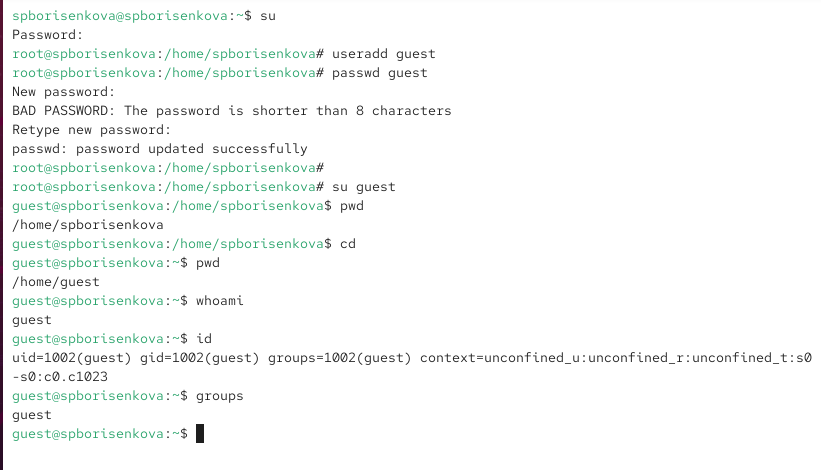 spborisenkova@spborisenkova:~$ su
Password:
root@spborisenkova:/home/spborisenkova# useradd guest
root@spborisenkova:/home/spborisenkova# passwd guest
New password:
BAD PASSWORD: The password is shorter than 8 characters
Retype new password:
passwd: password updated successfully
root@spborisenkova:/home/spborisenkova#
root@spborisenkova:/home/spborisenkova# su guest
guest@spborisenkova:/home/spborisenkova$ pwd
/home/spborisenkova
guest@spborisenkova:/home/spborisenkova$ cd
guest@spborisenkova:~$ pwd
/home/guest
guest@spborisenkova:~$ whoami
guest
guest@spborisenkova:~$ id
uid=1002(guest) gid=1002(guest) groups=1002(guest) context=unconfined_u:unconfined_r:unconfined_t:s0
-s0:c0.c1023
guest@spborisenkova:~$ groups
guest
guest@spborisenkova:~$